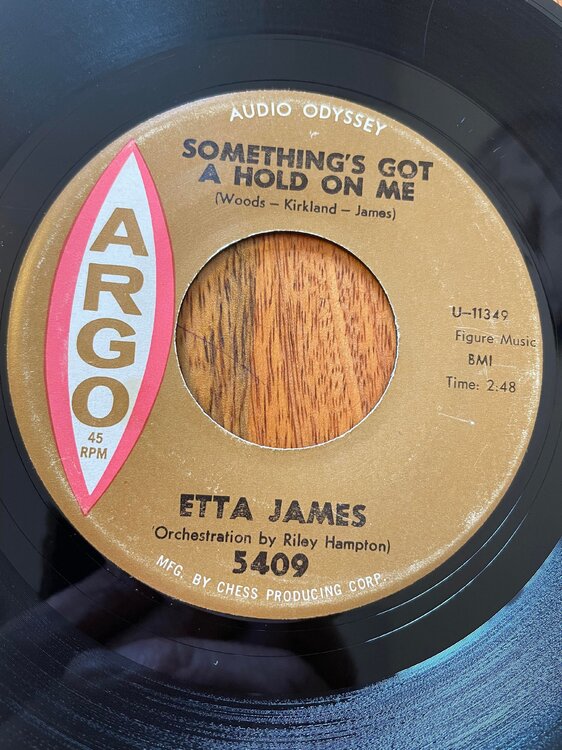 AUDIO ODYSSEY
SOMETHING'S GOT
A HOLD ON ME
(Woods – Kirkland – James)
ARGO
45
RPM
U-11349
Figure Music
BMI
Time: 2:48
ETTA JAMES
(Orchestration by Riley Hampton)
5409
MFG. BY CHESS PRODUCING CORP.